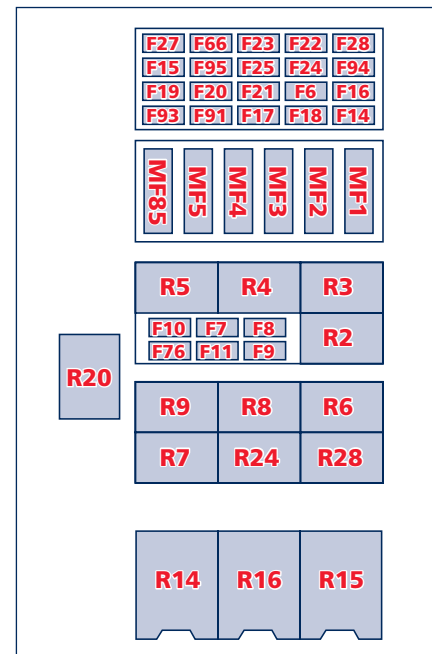 F27 F66 F23 F22 F28
F15 F95 F25 F24 F94
F19 F20 F21 F6 F16
F93 F91 F17 F18 F14
MF85 MF5 MF4 MF3 MF2 MF1
R5 R4 R3
F10 F7 F8
R2
F76 F11 F9
R20
R9 R8 R6
R7 R24 R28
R14 R16 R15